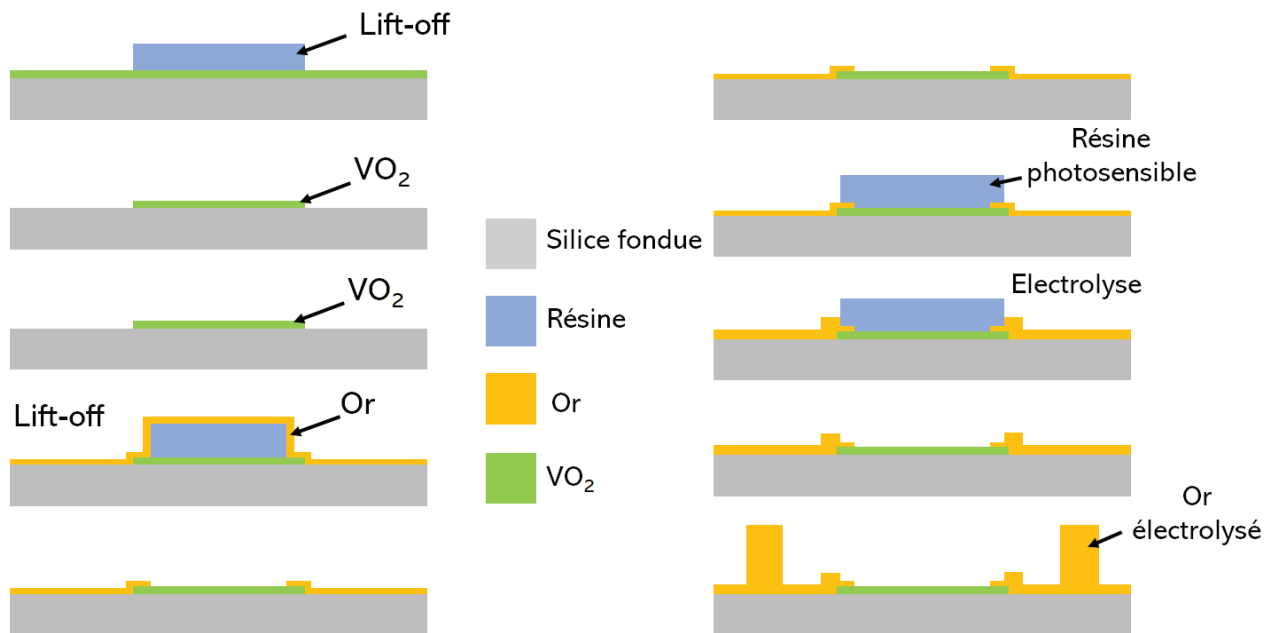 Lift-off
VO₂
VO₂
Lift-off
Or
Silice fondue
Résine
Or
VO₂
Résine
photosensible
Electrolyse
Or
électrolysé